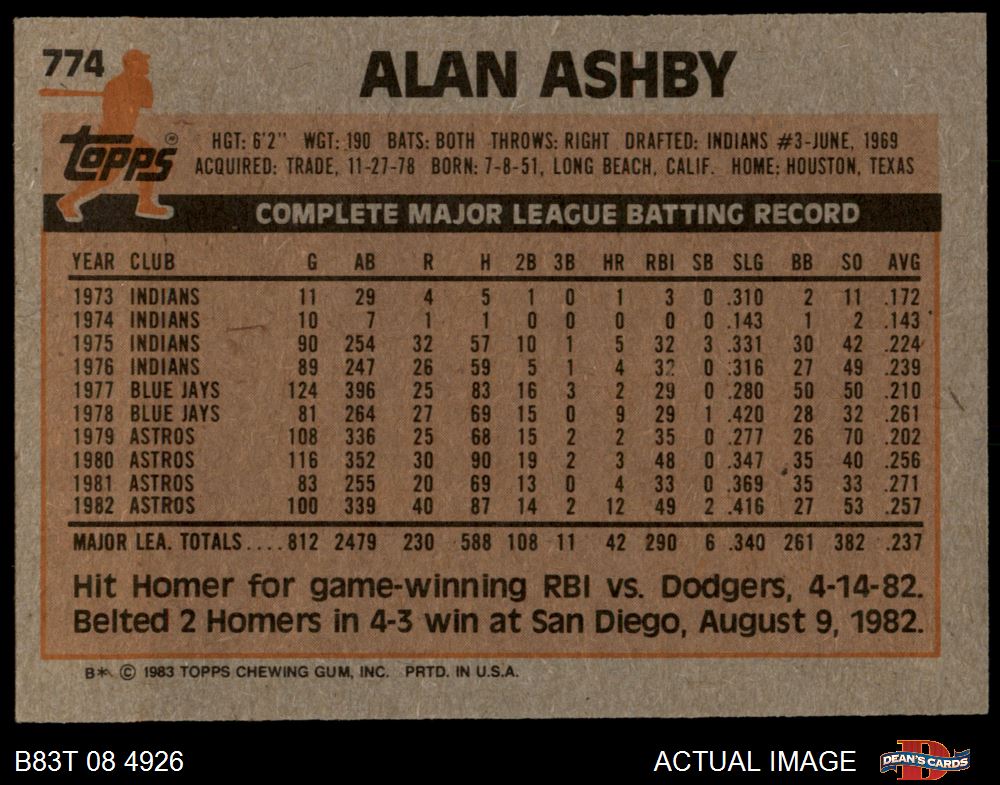 774
ALAN ASHBY
topps®
HGT: 6'2" WGT: 190 BATS: BOTH THROWS: RIGHT DRAFTED: INDIANS #3-JUNE, 1969
ACQUIRED: TRADE, 11-27-78 BORN: 7-8-51, LONG BEACH, CALIF. HOME: HOUSTON, TEXAS
COMPLETE MAJOR LEAGUE BATTING RECORD
YEAR CLUB G AB R H 2B 3B HR RBI SB SLG BB SO AVG
1973 INDIANS 11 29 4 5 1 0 1 3 0 .310 2 11 .172
1974 INDIANS 10 7 1 1 0 0 0 0 0 .143 1 2 .143
1975 INDIANS 90 254 32 57 10 1 5 32 3 .331 30 42 .224
1976 INDIANS 89 247 26 59 5 1 4 32 0 .316 27 49 .239
1977 BLUE JAYS 124 396 25 83 16 3 2 29 0 .280 50 50 .210
1978 BLUE JAYS 81 264 27 69 15 0 9 29 1 .420 28 32 .261
1979 ASTROS 108 336 25 68 15 2 2 35 0 .277 26 70 .202
1980 ASTROS 116 352 30 90 19 2 3 48 0 .347 35 40 .256
1981 ASTROS 83 255 20 69 13 0 4 33 0 .369 35 33 .271
1982 ASTROS 100 339 40 87 14 2 12 49 2 .416 27 53 .257
MAJOR LEA. TOTALS....812 2479 230 588 108 11 42 290 6 .340 261 382 .237
Hit Homer for game-winning RBI vs. Dodgers, 4-14-82.
Belted 2 Homers in 4-3 win at San Diego, August 9, 1982.
B* © 1983 TOPPS CHEWING GUM, INC. PRTD. IN U.S.A.
B83T 08 4926
ACTUAL IMAGE
D
DEAN'S CARDS